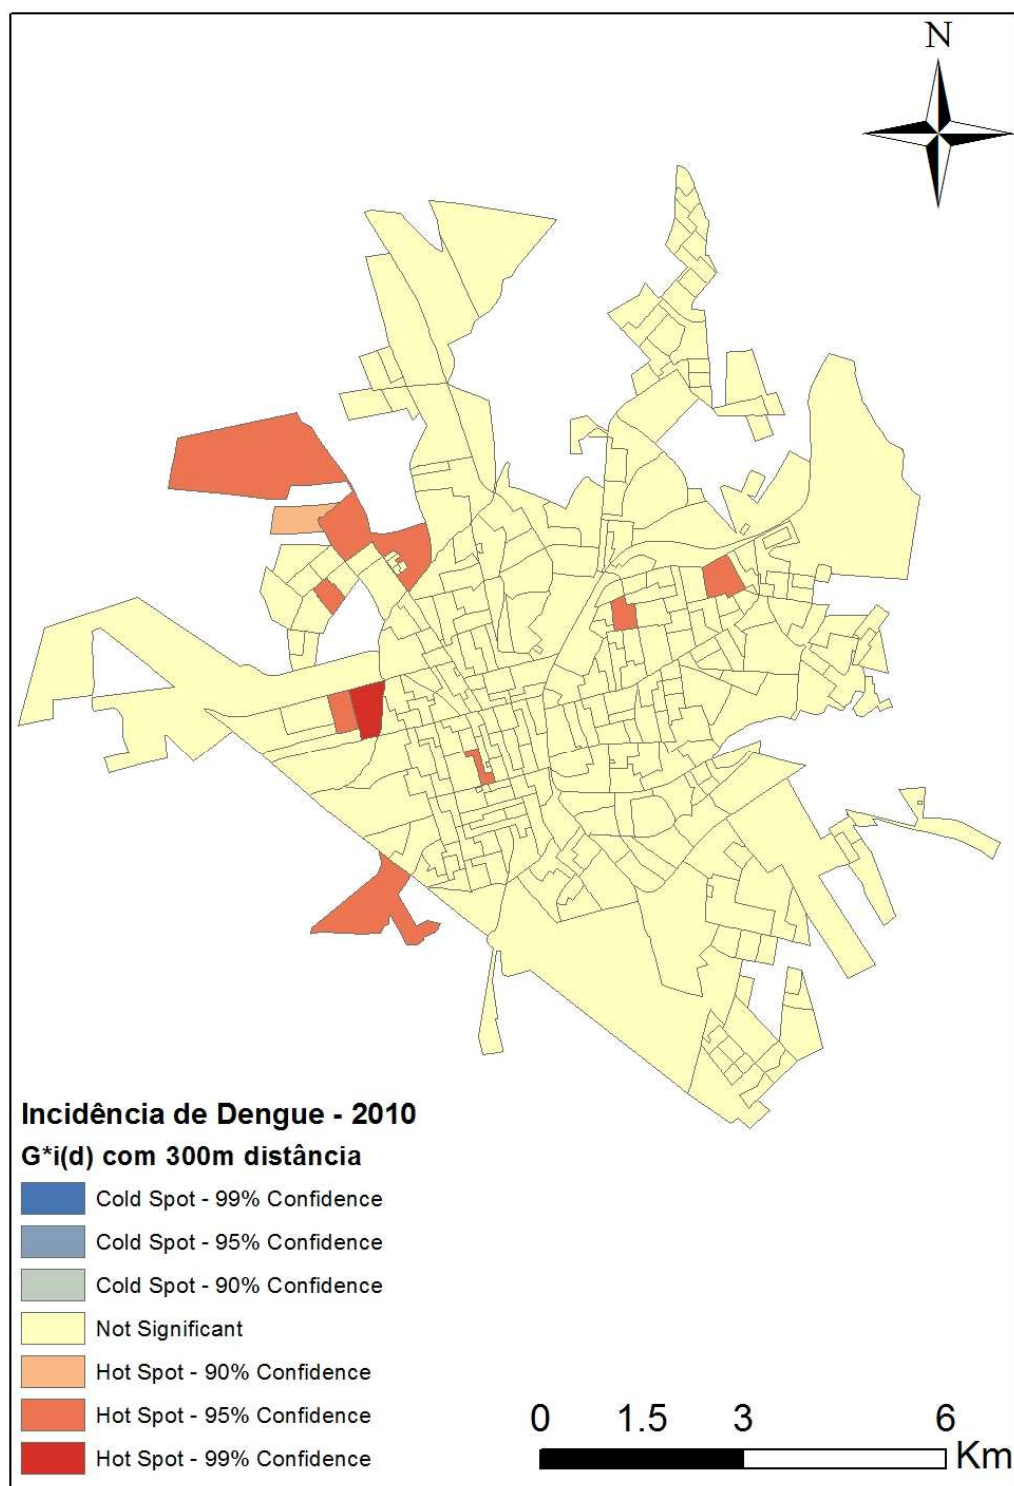 N
Incidência de Dengue - 2010
G*i(d) com 300m distância
Cold Spot - 99% Confidence
Cold Spot - 95% Confidence
Cold Spot - 90% Confidence
Not Significant
Hot Spot - 90% Confidence
Hot Spot - 95% Confidence
Hot Spot - 99% Confidence
0 1.5 3 6
Km